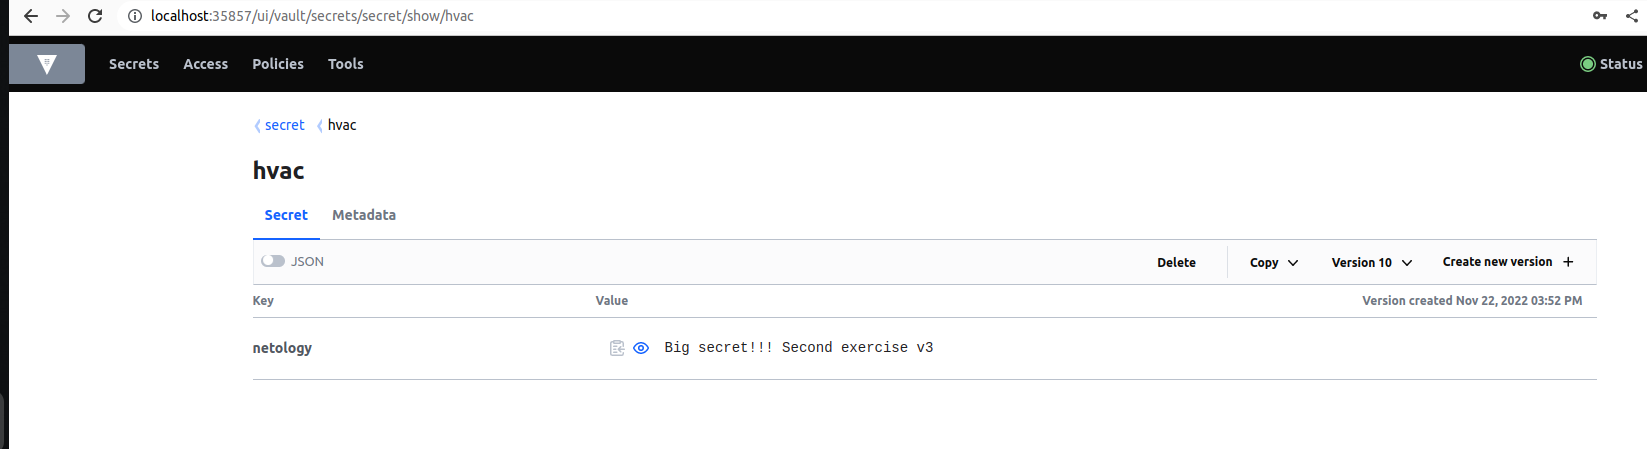 localhost:35857/ui/vault/secrets/secret/show/hvac
Secrets Access Policies Tools Status
secret hvac
hvac
Secret Metadata
JSON Delete Copy Version 10 Create new version +
Key Value Version created Nov 22, 2022 03:52 PM
netology Big secret!!! Second exercise v3